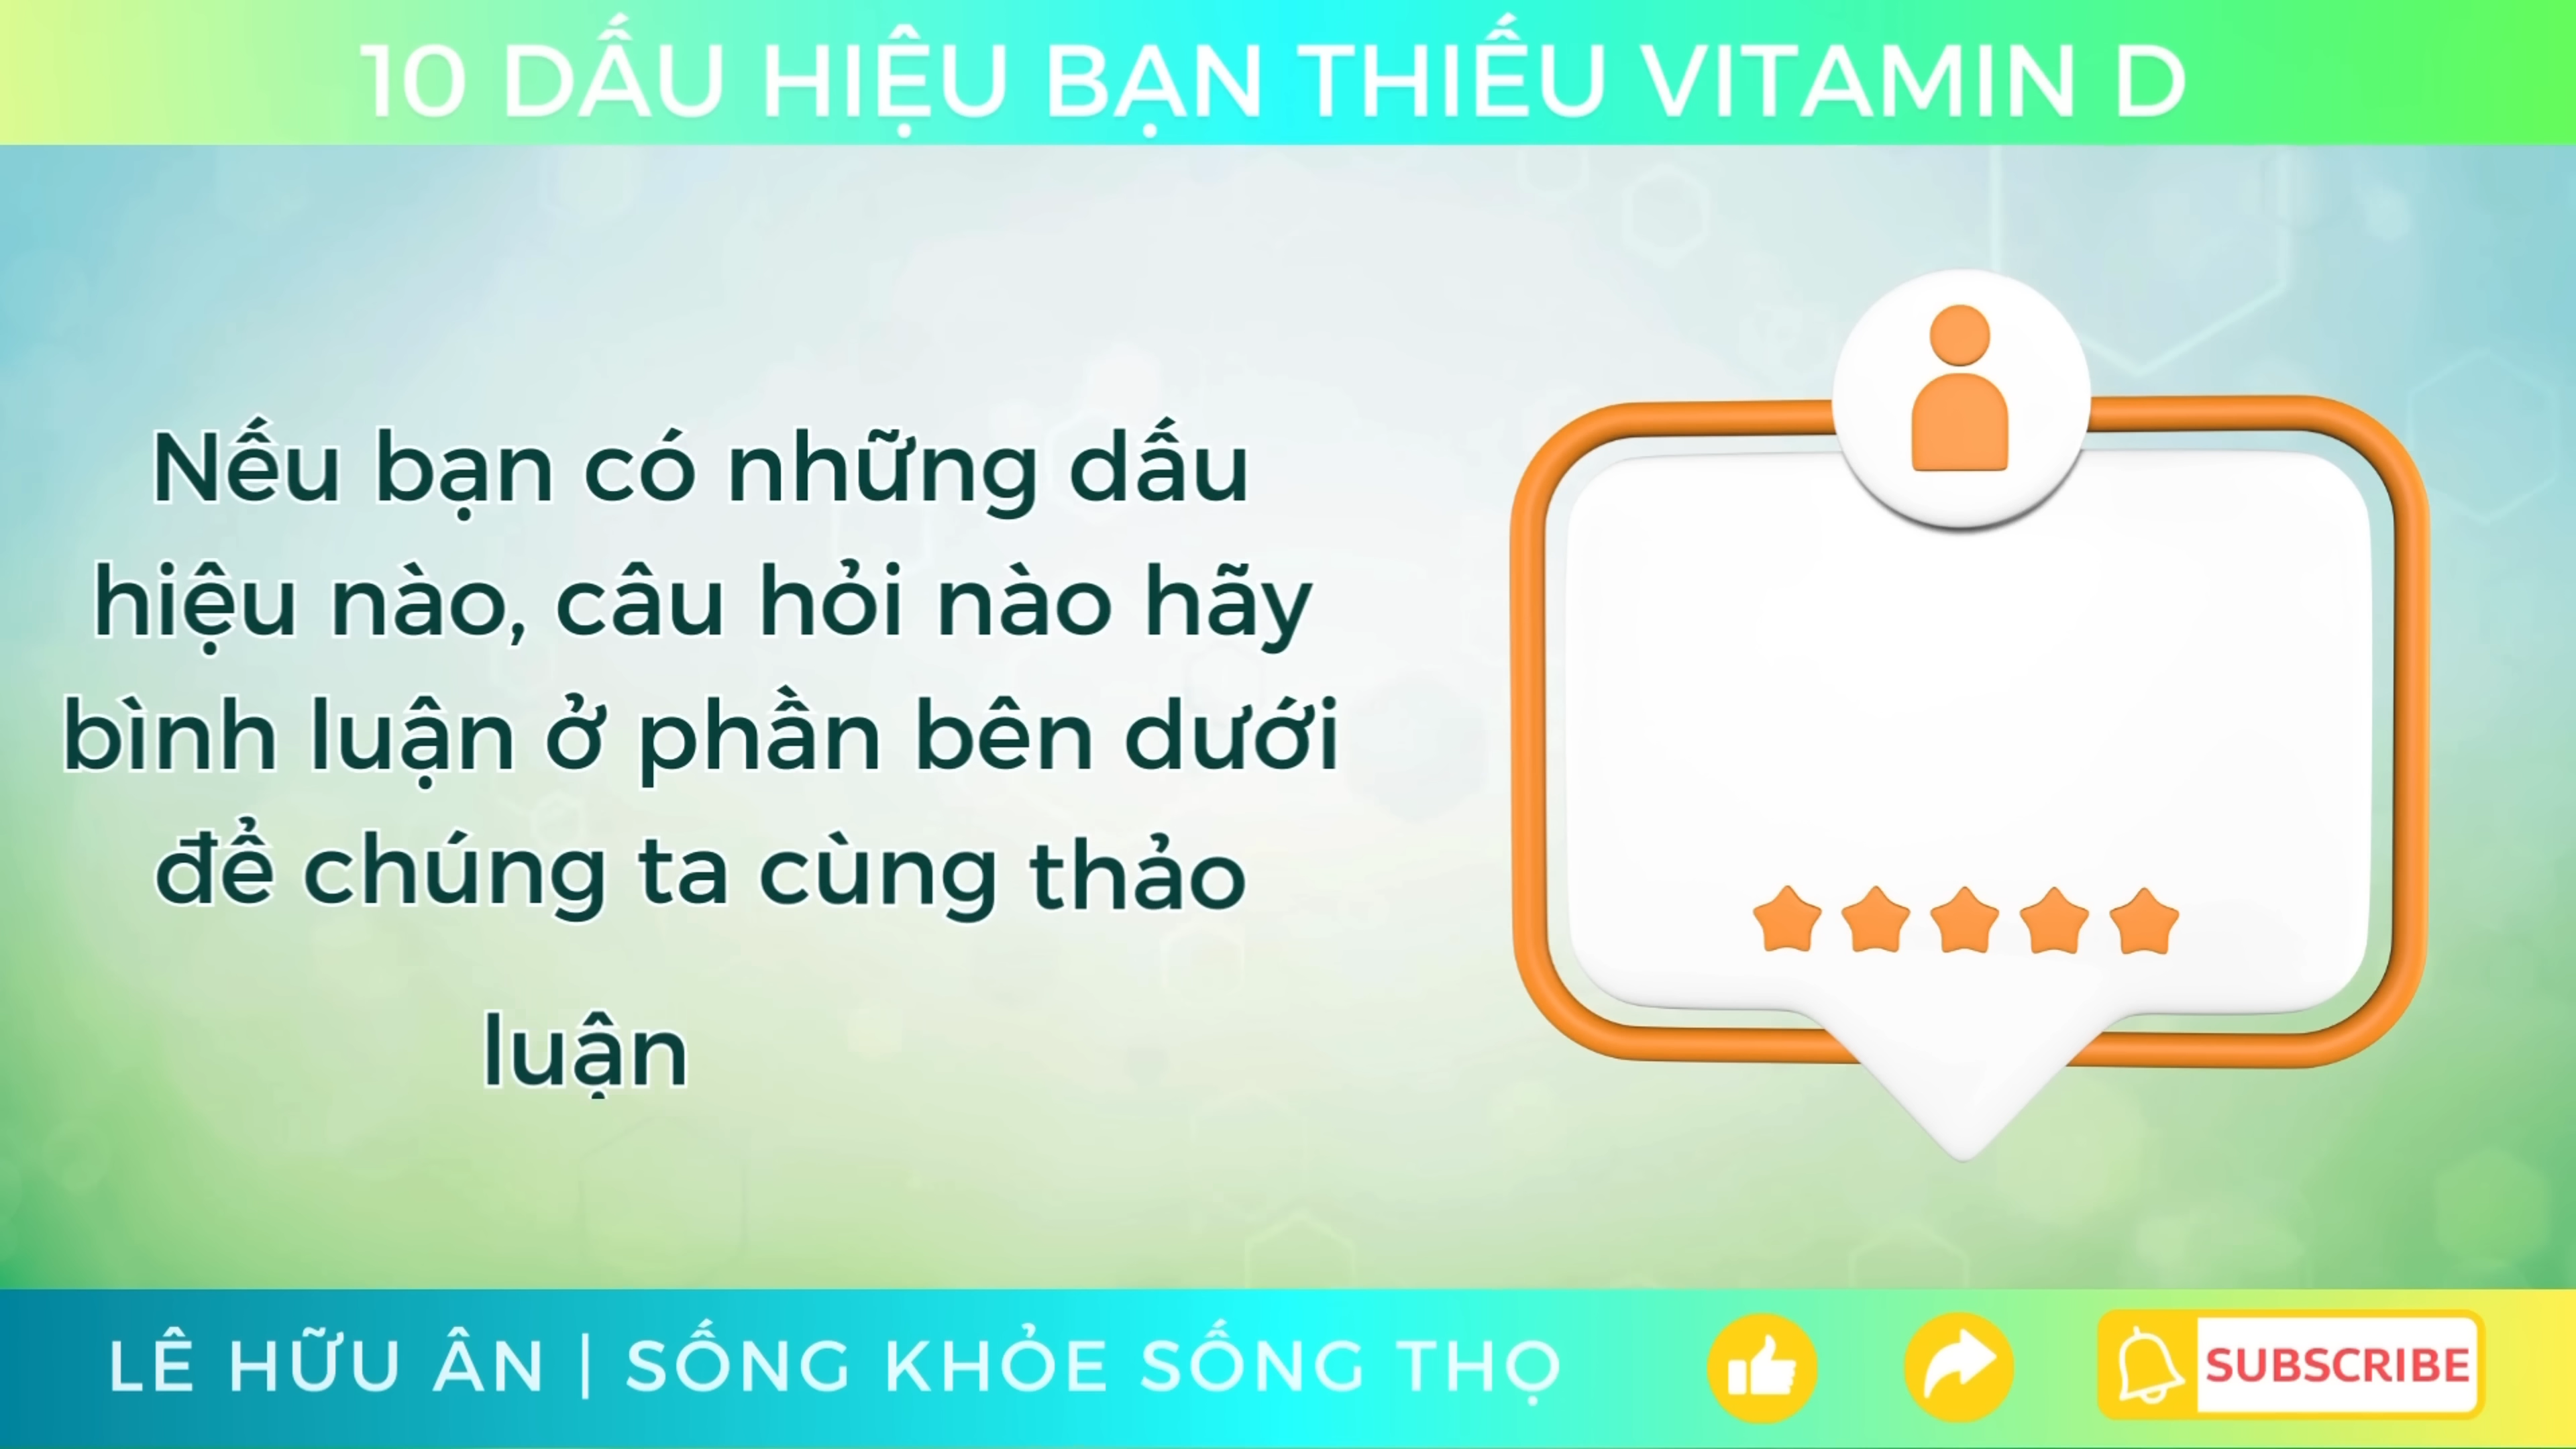 10 DẤU HIỆU BẠN THIẾU VITAMIN D
Nếu bạn có những dấu
hiệu nào, câu hỏi nào hãy
bình luận ở phần bên dưới
để chúng ta cùng thảo
luận
LÊ HỮU ÂN | SỐNG KHỎE SỐNG THỌ
SUBSCRIBE